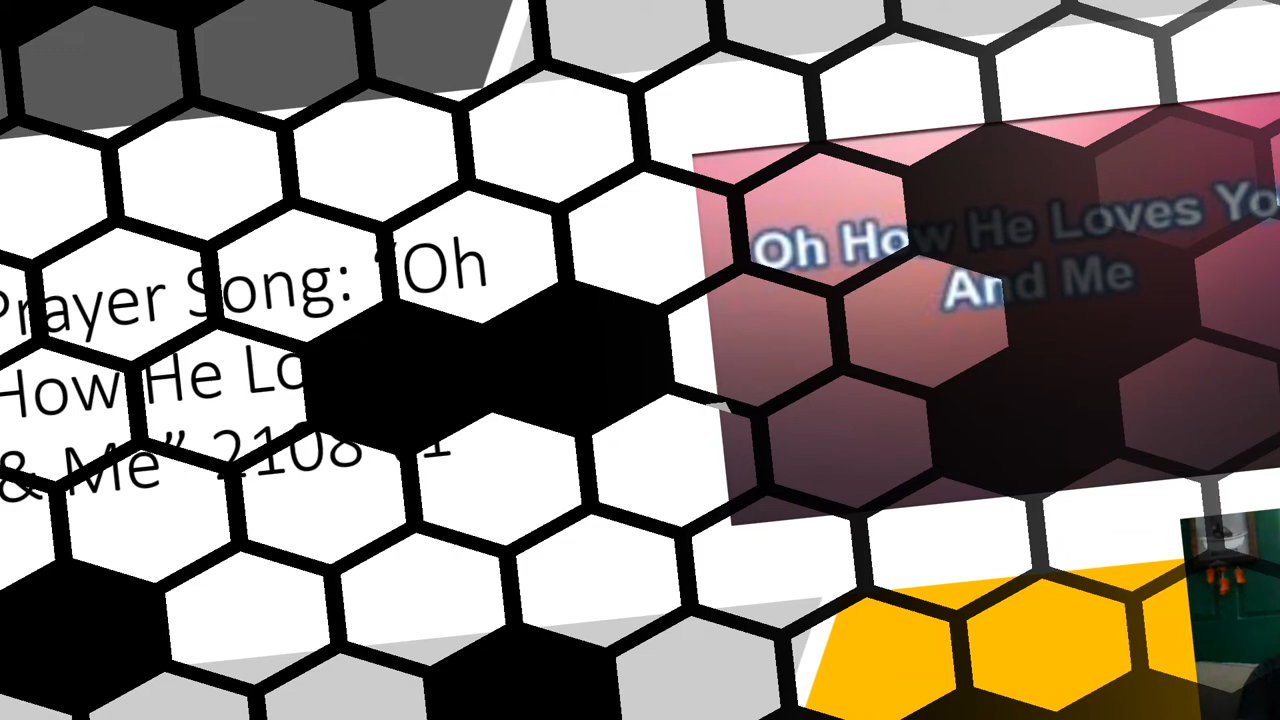 Prayer Song: “Oh
How He Lo
& Me” 2108
Oh How He Loves Yo
And Me